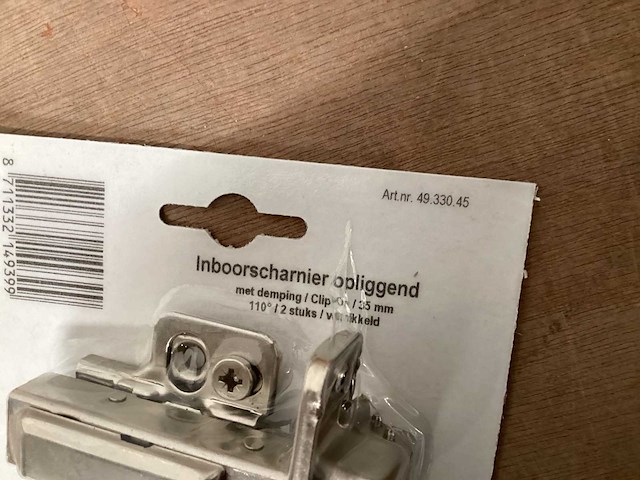 Art.nr. 49.330.45
Inboorscharnier opliggend
met demping / Clip-On / 35 mm
110° / 2 stuks / vernikkeld
8 711332 149399